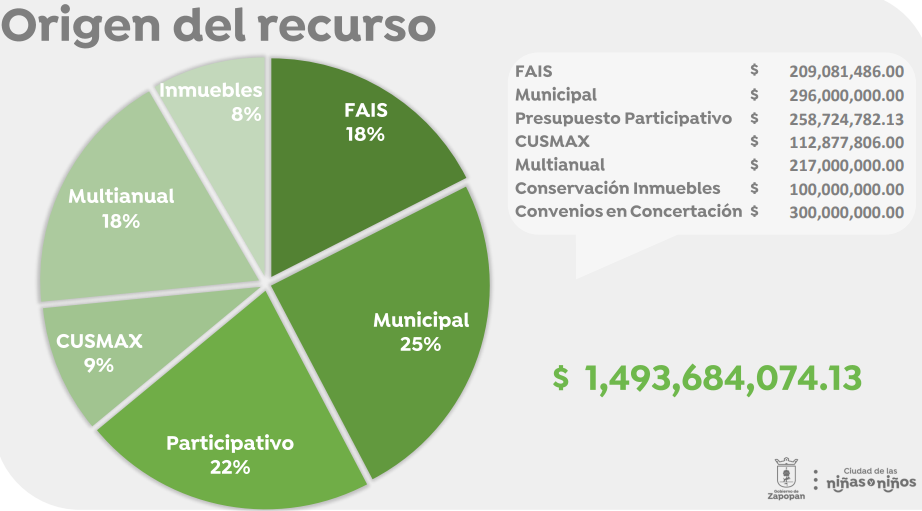 Origen del recurso
Inmuebles
8%
FAIS
18%
Multianual
18%
Municipal
25%
CUSMAX
9%
Participativo
22%
FAIS $ 209,081,486.00
Municipal $ 296,000,000.00
Presupuesto Participativo $ 258,724,782.13
CUSMAX $ 112,877,806.00
Multianual $ 217,000,000.00
Conservación Inmuebles $ 100,000,000.00
Convenios en Concertación $ 300,000,000.00
$ 1,493,684,074.13
Gobierno de
Zapopan
Ciudad de las
niñas niños